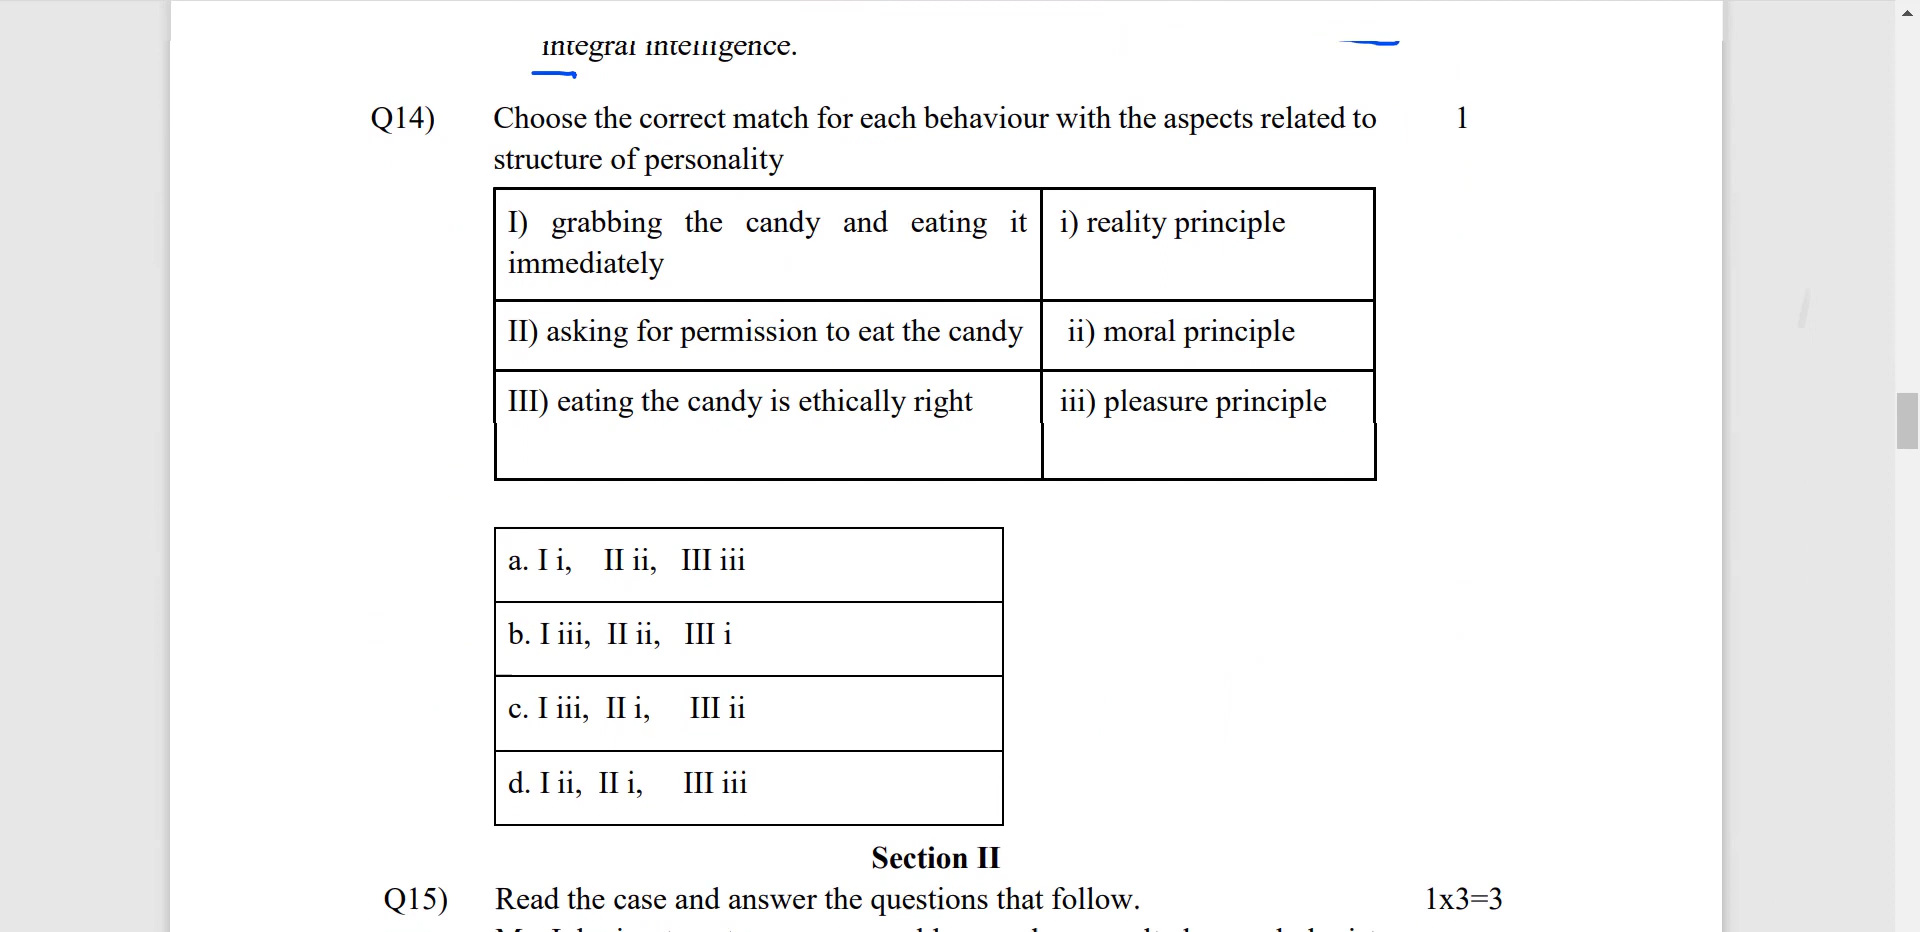 integral intelligence.
Q14) Choose the correct match for each behaviour with the aspects related to 1
structure of personality
I) grabbing the candy and eating it i) reality principle
immediately
II) asking for permission to eat the candy ii) moral principle
III) eating the candy is ethically right iii) pleasure principle
a. I i, II ii, III iii
b. I iii, II ii, III i
c. I iii, II i, III ii
d. I ii, II i, III iii
Section II
Q15) Read the case and answer the questions that follow. 1x3=3